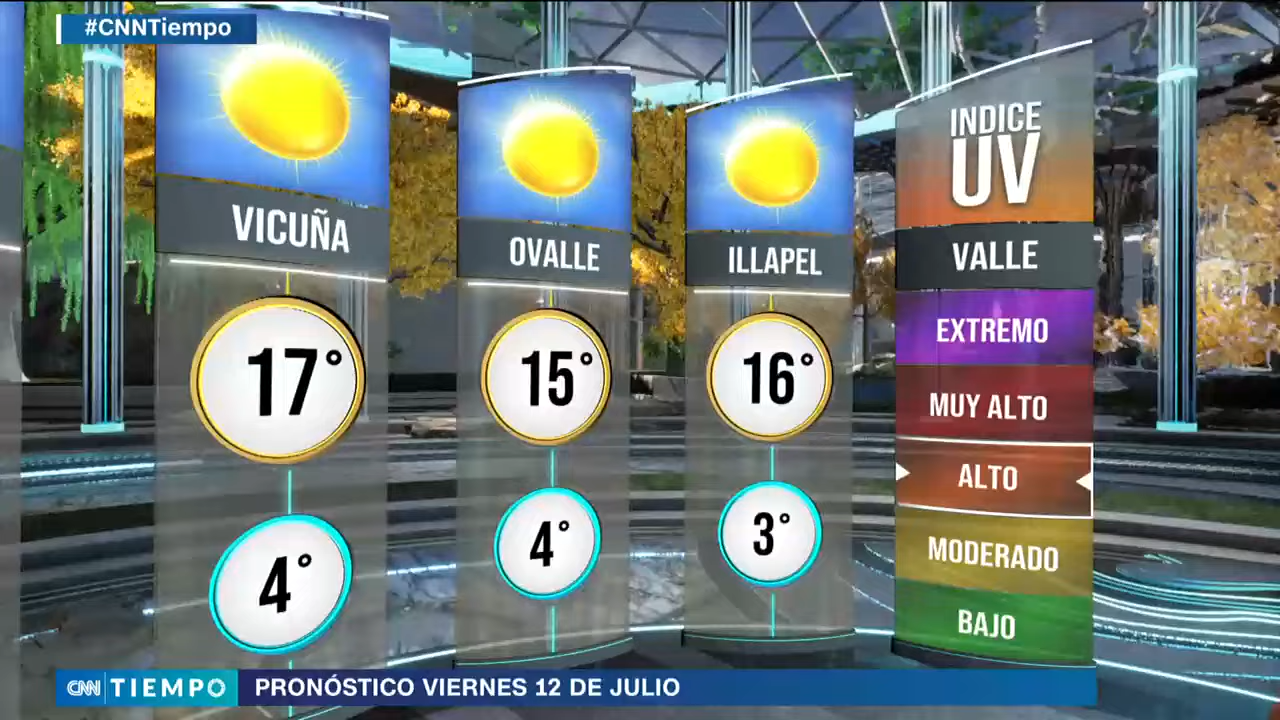 #CNNTiempo
VICUÑA
17°
4°
OVALLE
15°
4°
ILLAPEL
16°
3°
INDICE
UV
VALLE
EXTREMO
MUY ALTO
ALTO
MODERADO
BAJO
CNN TIEMPO
PRONÓSTICO VIERNES 12 DE JULIO